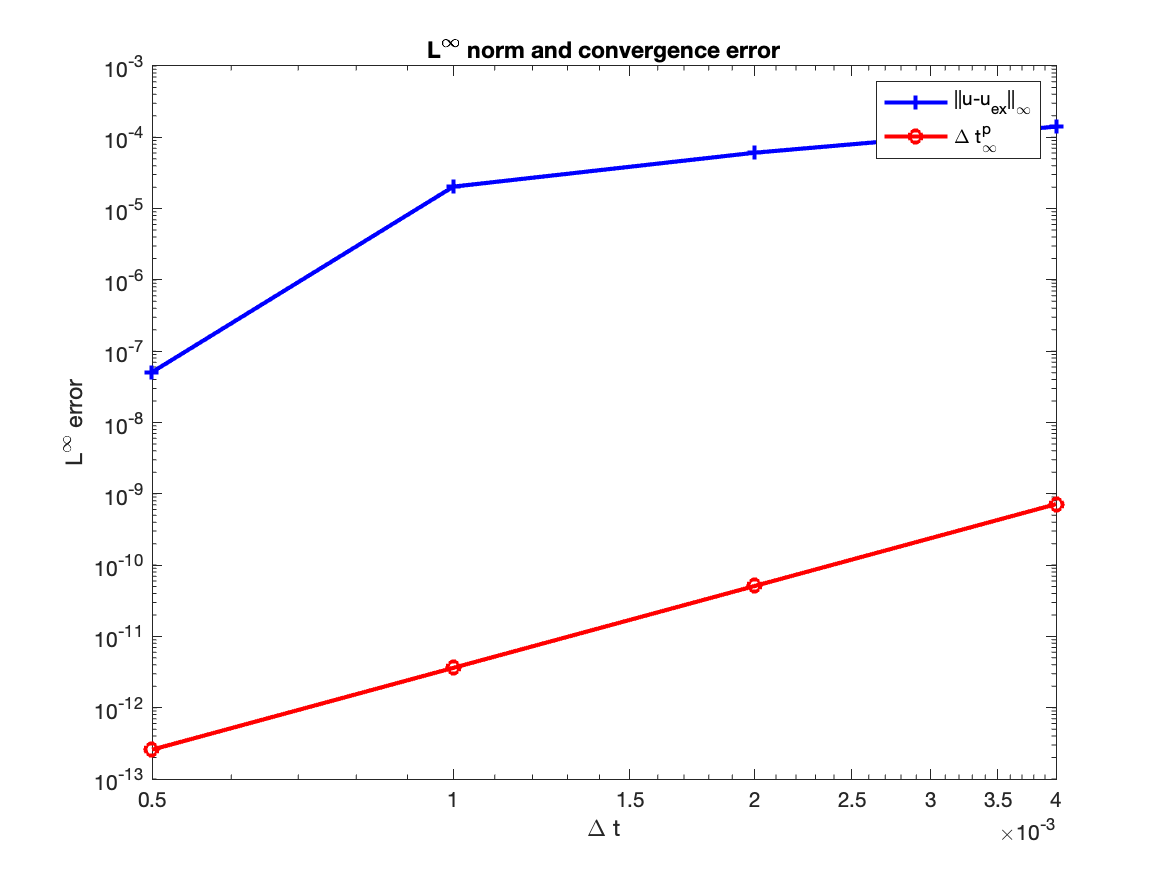 L^∞ norm and convergence error
10^-3
10^-4
10^-5
10^-6
10^-7
10^-8
10^-9
10^-10
10^-11
10^-12
10^-13
L^∞ error
||u-u_ex||_∞
Δ t^p_∞
0.5 1 1.5 2 2.5 3 3.5 4
Δ t
×10^-3